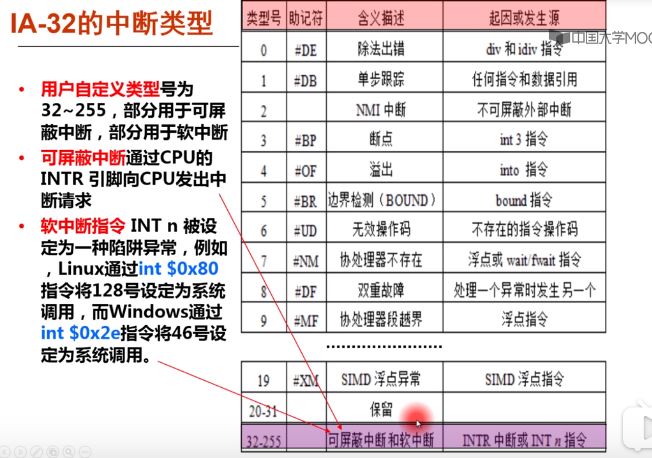 IA-32的中断类型
• 用户自定义类型号为
32~255，部分用于可屏
蔽中断，部分用于软中断
• 可屏蔽中断通过CPU的
INTR 引脚向CPU发出中
断请求
• 软中断指令 INT n 被设
定为一种陷阱异常，例如
，Linux通过int $0x80
指令将128号设定为系统
调用，而Windows通过
int $0x2e指令将46号设
定为系统调用。
类型号 助记符 含义描述 起因或发生源
中国大学MOO
0 #DE 除法出错 div 和 idiv 指令
1 #DB 单步跟踪 任何指令和数据引用
2 NMI 中断 不可屏蔽外部中断
3 #BP 断点 int 3 指令
4 #OF 溢出 into 指令
5 #BR 边界检测（BOUND） bound 指令
6 #UD 无效操作码 不存在的指令操作码
7 #NM 协处理器不存在 浮点或 wait/fwait 指令
8 #DF 双重故障 处理一个异常时发生另一个
9 #MF 协处理器段越界 浮点指令
………………
19 #XM SIMD 浮点异常 SIMD 浮点指令
20-31 保留
32-255 可屏蔽中断和软中断 INTR 中断或 INT n 指令